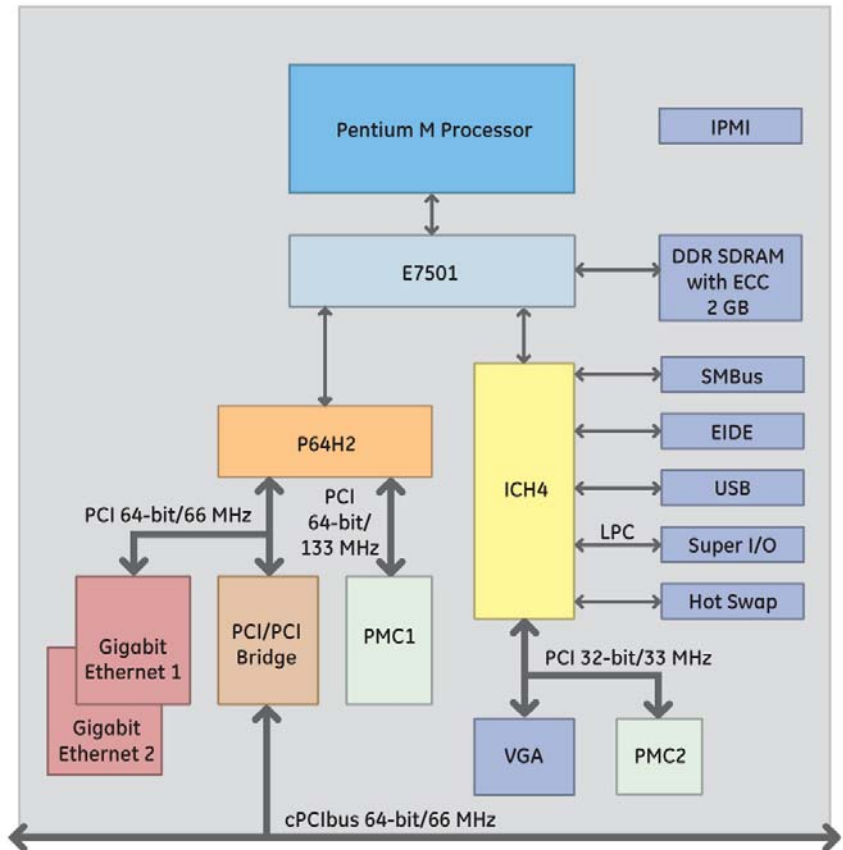 Pentium M Processor
IPMI
E7501
DDR SDRAM
with ECC
2 GB
SMBus
P64H2
EIDE
ICH4
USB
PCI 64-bit/66 MHz
PCI
64-bit/
133 MHz
LPC
Super I/O
Hot Swap
Gigabit
Ethernet 1
PCI/PCI
Bridge
PMC1
PCI 32-bit/33 MHz
Gigabit
Ethernet 2
VGA
PMC2
cPCIbus 64-bit/66 MHz